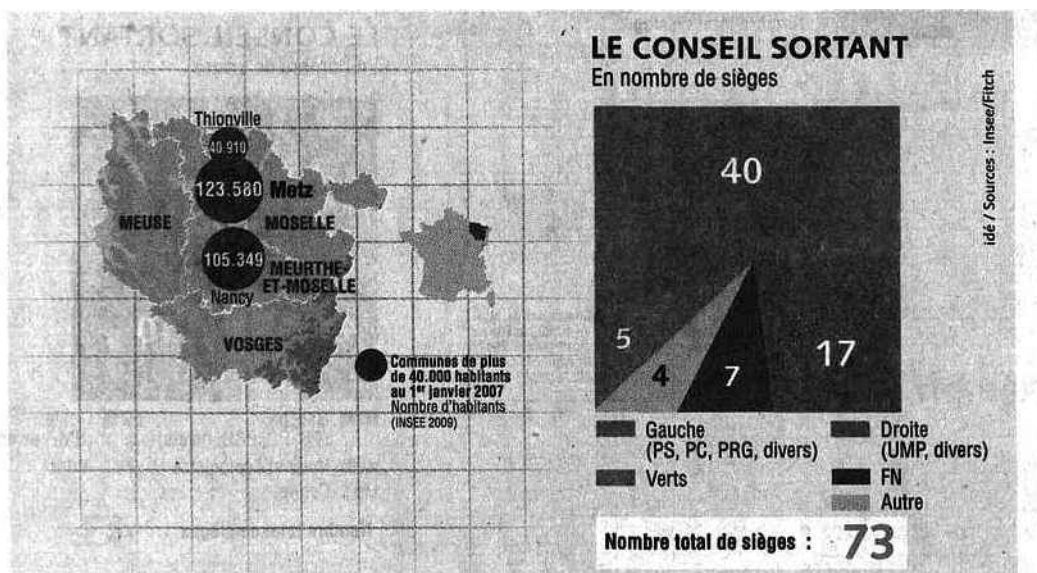 Thionville
40.910
123.580
Metz
MEUSE
MOSELLE
105.349
MEURTHE-
ET-MOSELLE
Nancy
VOSGES
Communes de plus
de 40.000 habitants
au 1er janvier 2007
Nombre d'habitants
(INSEE 2009)
LE CONSEIL SORTANT
En nombre de sièges
40
5
4
7
17
Gauche
(PS, PC, PRG, divers)
Verts
Droite
(UMP, divers)
FN
Autre
Nombre total de sièges : 73
idé / Sources : Insee/Fitch